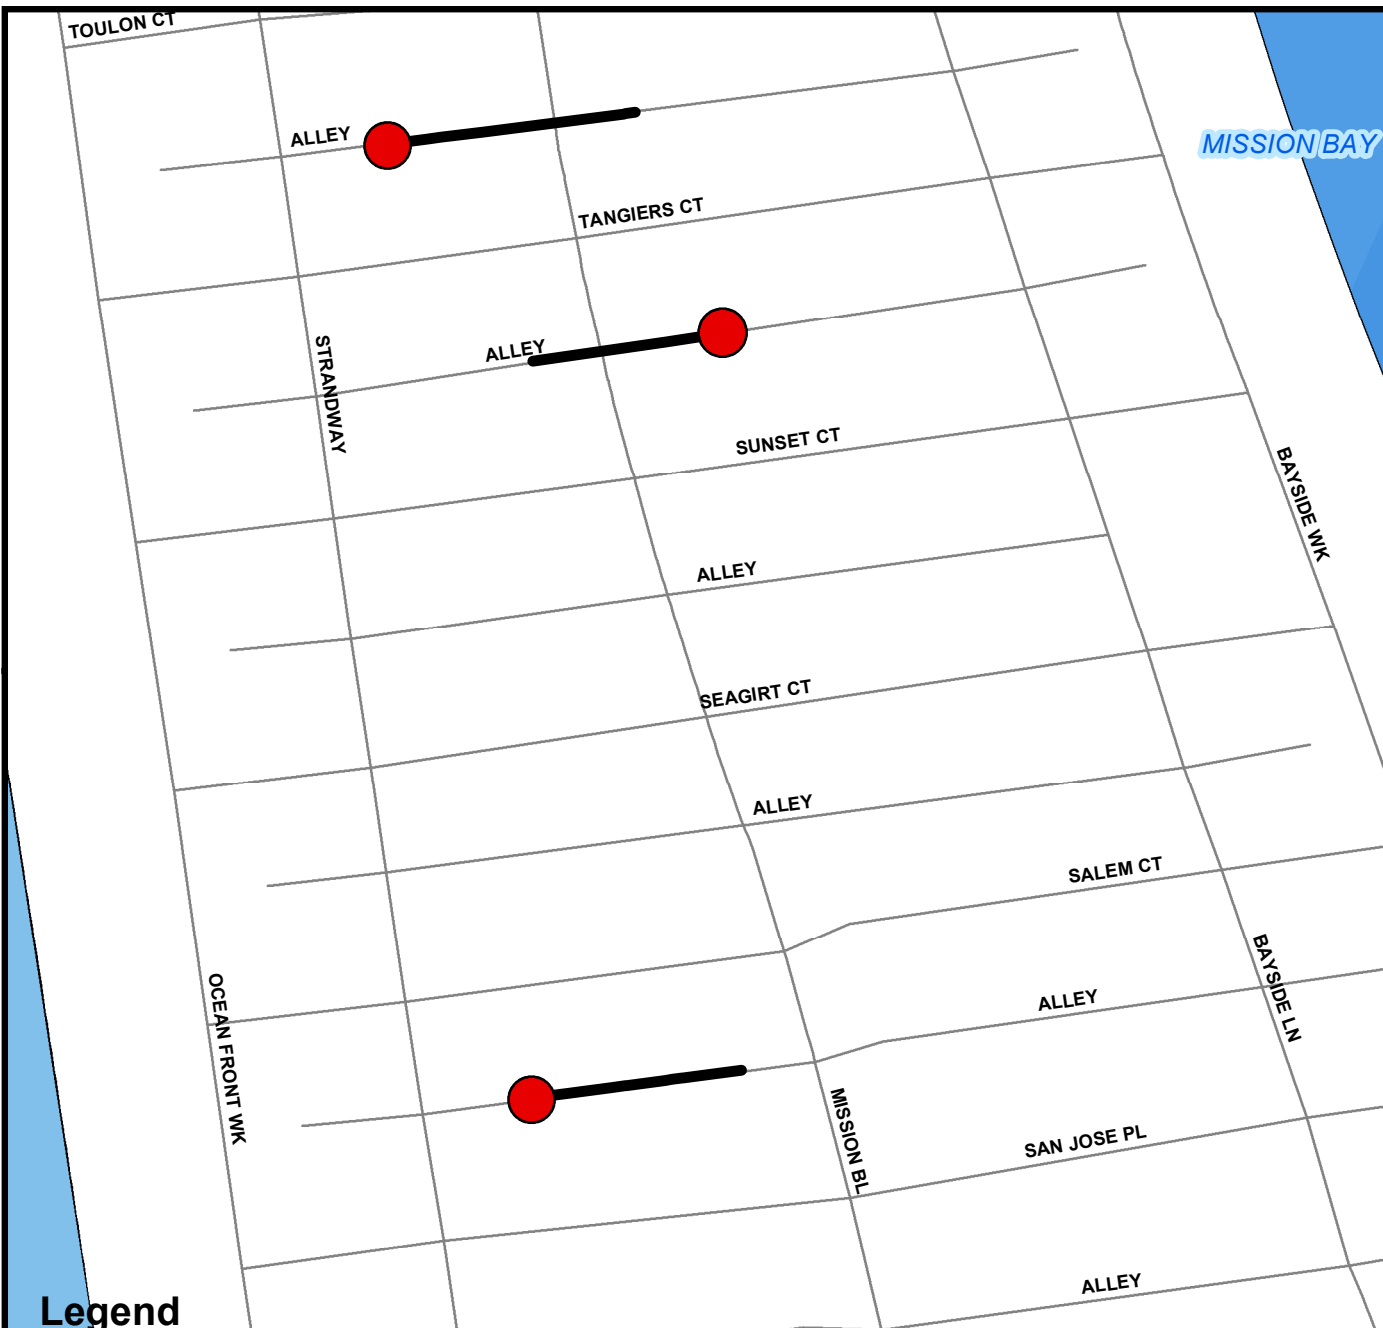 TOULON CT
ALLEY
MISSION BAY
TANGIERS CT
STRANDWAY
ALLEY
SUNSET CT
BAYSIDE WK
ALLEY
SEAGIRT CT
ALLEY
SALEM CT
OCEAN FRONT WK
BAYSIDE LN
ALLEY
MISSION BL
SAN JOSE PL
ALLEY
Legend